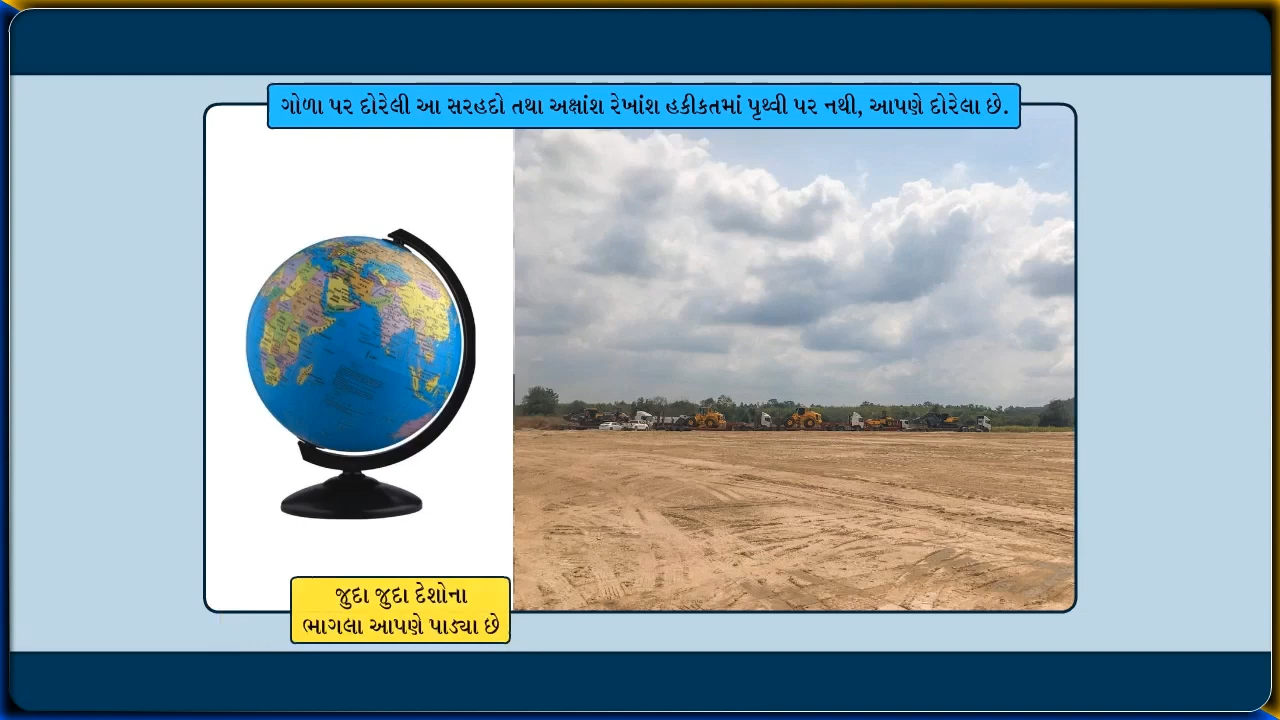 ગોળા પર દોરેલી આ સરહદો તથા અક્ષાંશ રેખાંશ હકીકતમાં પૃથ્વી પર નથી, આપણે દોરેલા છે.
જુદા જુદા દેશોના
ભાગલા આપણે પાડ્યા છે